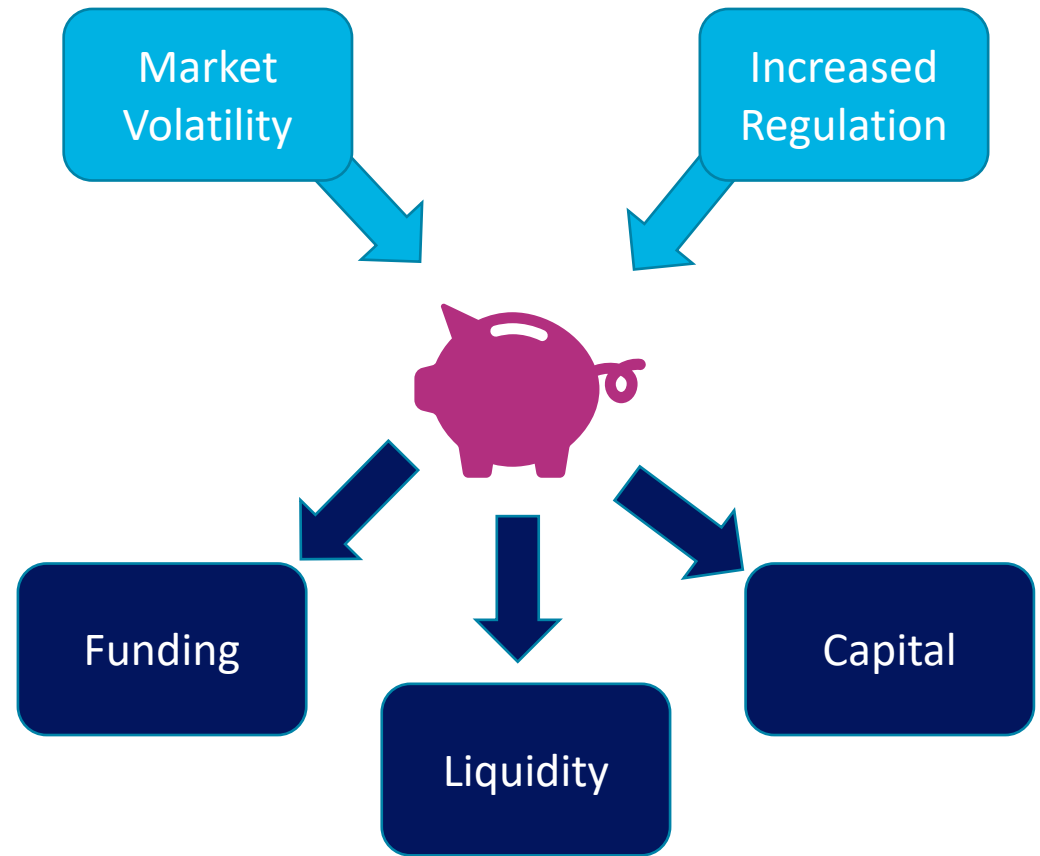 Market
Volatility
Increased
Regulation
Funding
Liquidity
Capital